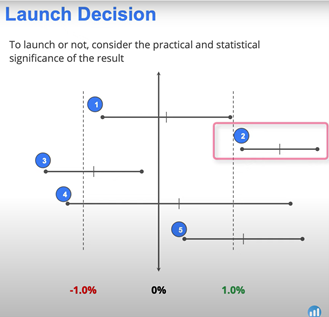 Launch Decision
To launch or not, consider the practical and statistical
significance of the result
1
2
3
4
5
-1.0% 0% 1.0%